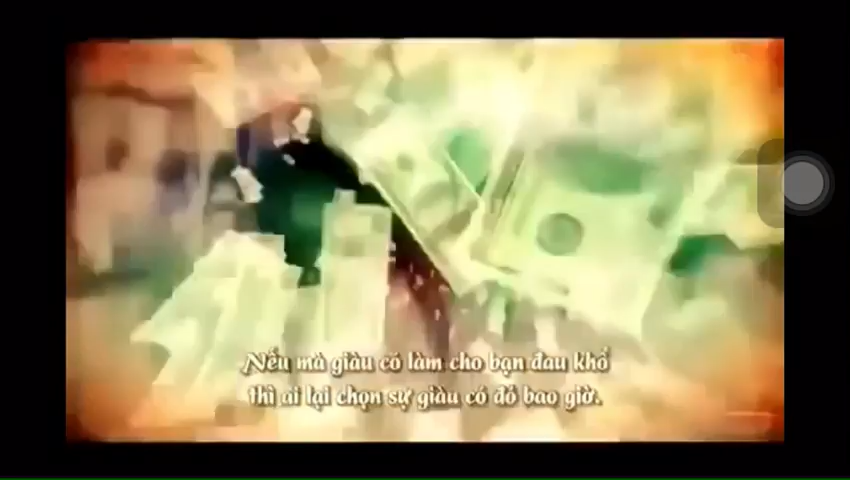 Nếu mà giàu có làm cho bạn đau khổ
thì ai lại chọn sự giàu có đó bao giờ.